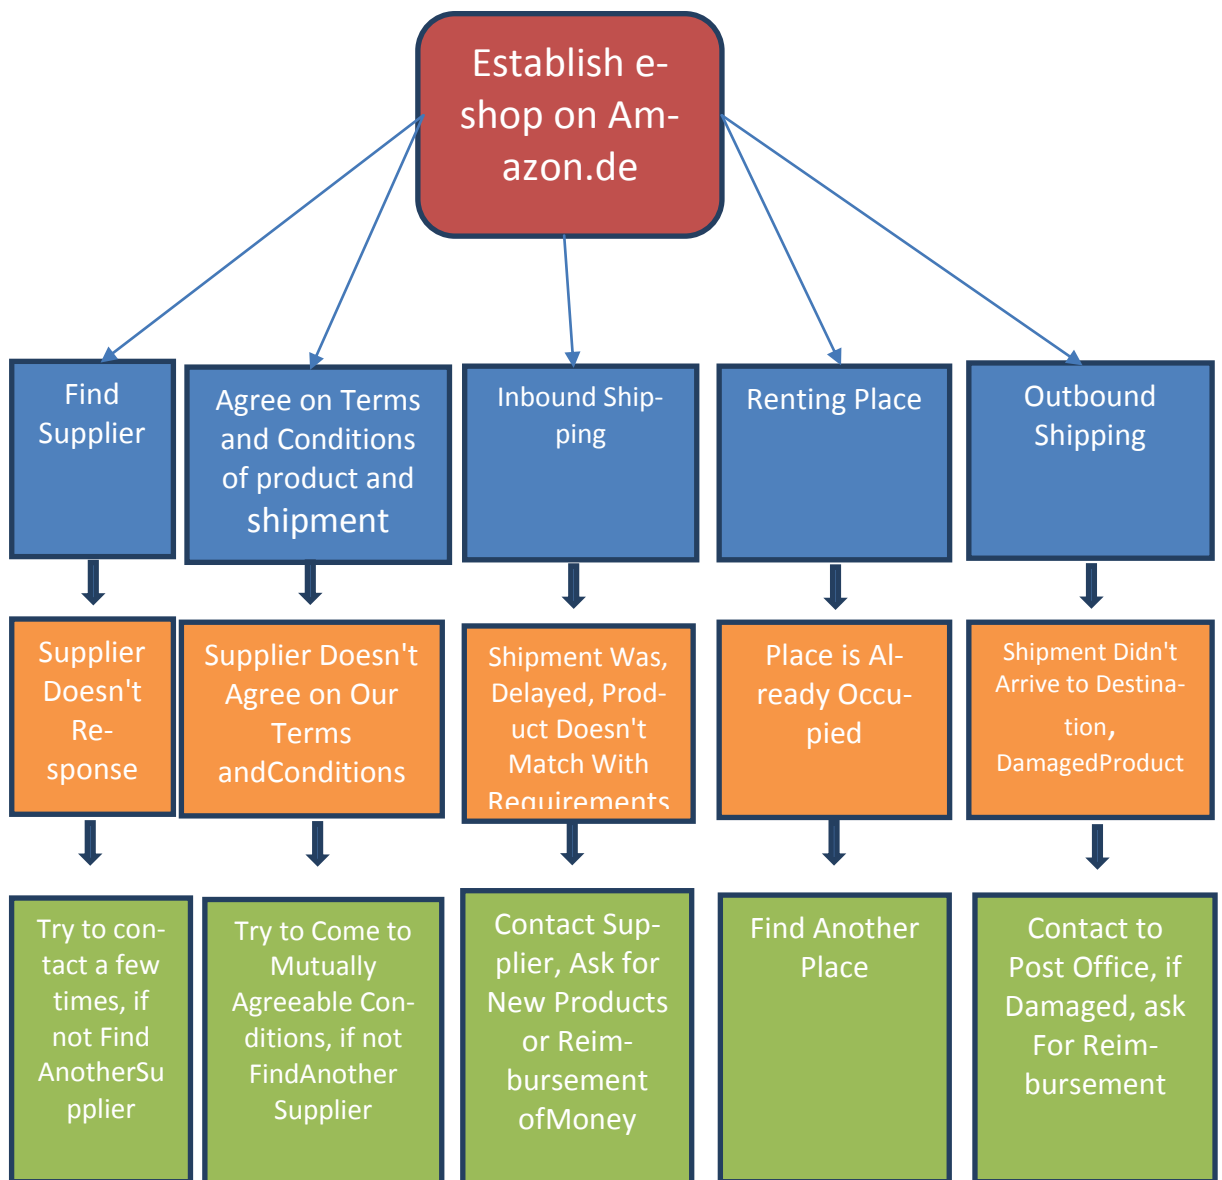 Establish e-
shop on Am-
azon.de
Find
Supplier
Agree on Terms
and Conditions
of product and
shipment
Inbound Ship-
ping
Renting Place
Outbound
Shipping
Supplier
Doesn't
Re-
sponse
Supplier Doesn't
Agree on Our
Terms
andConditions
Shipment Was,
Delayed, Prod-
uct Doesn't
Match With
Requirements
Place is Al-
ready Occu-
pied
Shipment Didn't
Arrive to Destina-
tion,
DamagedProduct
Try to con-
tact a few
times, if
not Find
AnotherSu
pplier
Try to Come to
Mutually
Agreeable Con-
ditions, if not
FindAnother
Supplier
Contact Sup-
plier, Ask for
New Products
or Reim-
bursement
ofMoney
Find Another
Place
Contact to
Post Office, if
Damaged, ask
For Reim-
bursement